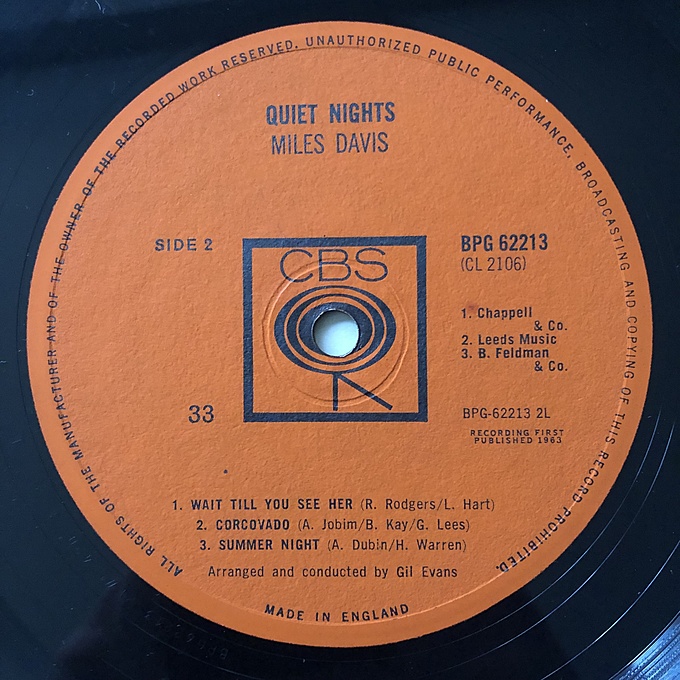 ALL RIGHTS OF THE MANUFACTURER AND OF THE OWNER OF THE RECORDED WORK RESERVED. UNAUTHORIZED PUBLIC PERFORMANCE, BROADCASTING AND COPYING OF THIS RECORD PROHIBITED.
QUIET NIGHTS
MILES DAVIS
SIDE 2
BPG 62213
(CL 2106)
CBS
1. Chappell
& Co.
2. Leeds Music
3. B. Feldman
& Co.
33
BPG-62213 2L
RECORDING FIRST
PUBLISHED 1963
1. WAIT TILL YOU SEE HER (R. Rodgers/L. Hart)
2. CORCOVADO (A. Jobim/B. Kay/G. Lees)
3. SUMMER NIGHT (A. Dubin/H. Warren)
Arranged and conducted by Gil Evans
MADE IN ENGLAND